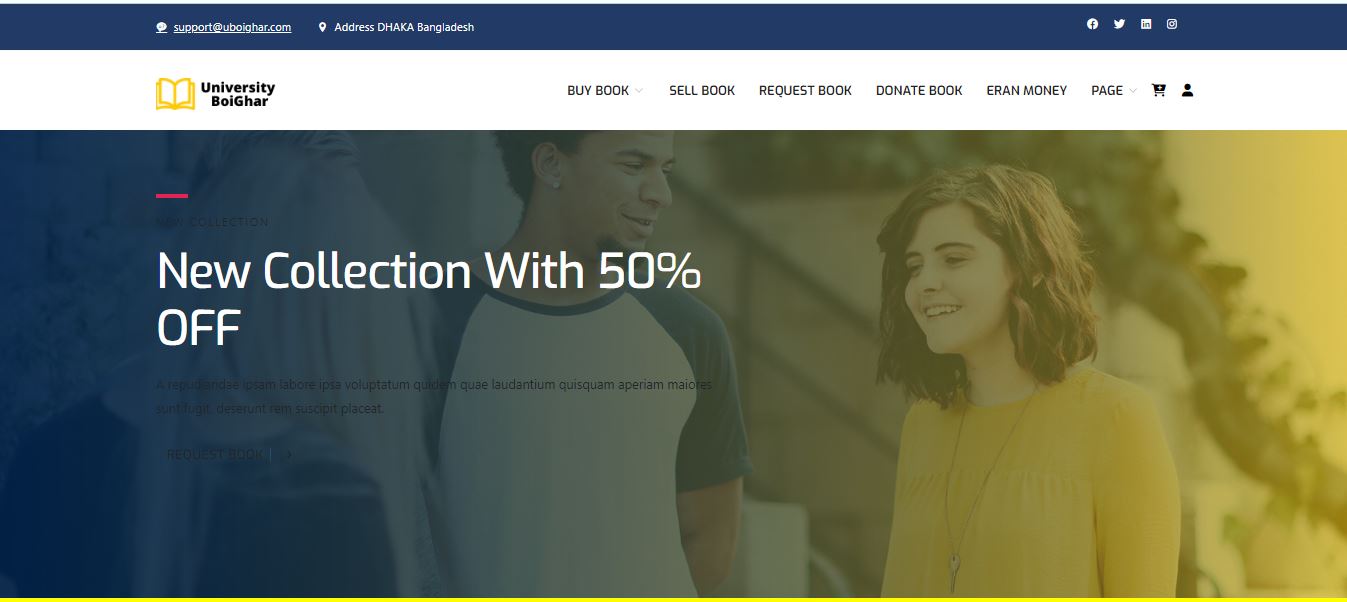 support@uboighar.com Address DHAKA Bangladesh
University
BoiGhar
BUY BOOK SELL BOOK REQUEST BOOK DONATE BOOK ERAN MONEY PAGE
NEW COLLECTION
New Collection With 50%
OFF
A repudiandae ipsam labore ipsa voluptatum quidem quae laudantium quisquam aperiam maiores
sunt fugit, deserunt rem suscipit placeat.
REQUEST BOOK